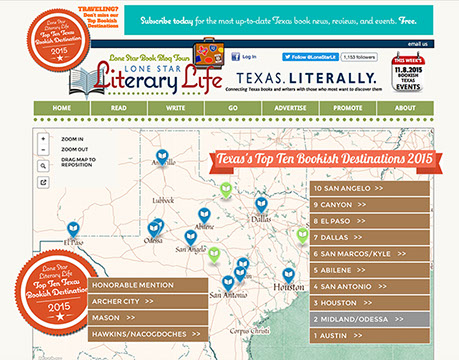 Lone Star
Literary Life
Top Ten Texas
Bookish Destination
2015
TRAVELING?
Don't miss our
Top Ten Bookish
Destinations
Subscribe today for the most up-to-date Texas book news, reviews, and events. Free.
email us
Lone Star Book Blog Tours
LONE STAR
Literary Life
Log In
Follow @LoneStarLit
1,153 followers
TEXAS.LITERALLY.
Connecting Texas books and writers with those who most want to discover them
THIS WEEK'S
11.8.2015
BOOKISH
TEXAS
EVENTS
HOME
READ
WRITE
GO
ADVERTISE
PROMOTE
ABOUT
+ ZOOM IN
- ZOOM OUT
DRAG MAP TO
REPOSITION
Texas's Top Ten Bookish Destinations 2015
Amarillo
Lubbock
Abilene
Dallas
El Paso
Odessa
San Angelo
Houston
San Antonio
Corpus Christi
10 SAN ANGELO >>
9 CANYON >>
8 EL PASO >>
7 DALLAS >>
6 SAN MARCOS/KYLE >>
5 ABILENE >>
4 SAN ANTONIO >>
3 HOUSTON >>
2 MIDLAND/ODESSA >>
1 AUSTIN >>
Lone Star
Literary Life
Top Ten Texas
Bookish Destination
2015
HONORABLE MENTION
ARCHER CITY >>
MASON >>
HAWKINS/NACOGDOCHES >>